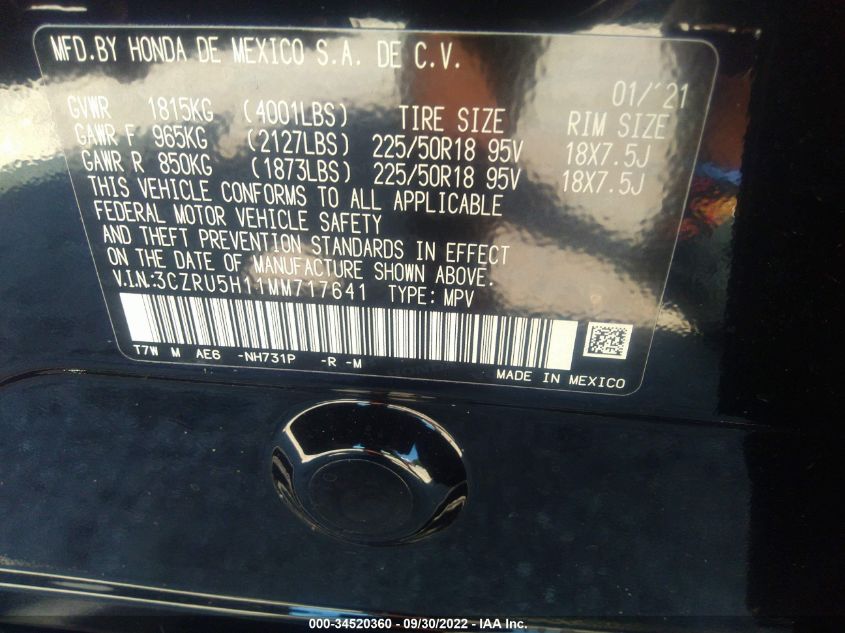 MFD.BY HONDA DE MEXICO S.A. DE C.V.
01/'21
GVWR 1815KG (4001LBS) TIRE SIZE RIM SIZE
GAWR F 965KG (2127LBS) 225/50R18 95V 18X7.5J
GAWR R 850KG (1873LBS) 225/50R18 95V 18X7.5J
THIS VEHICLE CONFORMS TO ALL APPLICABLE
FEDERAL MOTOR VEHICLE SAFETY
AND THEFT PREVENTION STANDARDS IN EFFECT
ON THE DATE OF MANUFACTURE SHOWN ABOVE.
V.I.N:3CZRU5H11MM717641 TYPE: MPV
T7W M AE6 -NH731P -R -M
MADE IN MEXICO
000-34520360 - 09/30/2022 - IAA Inc.